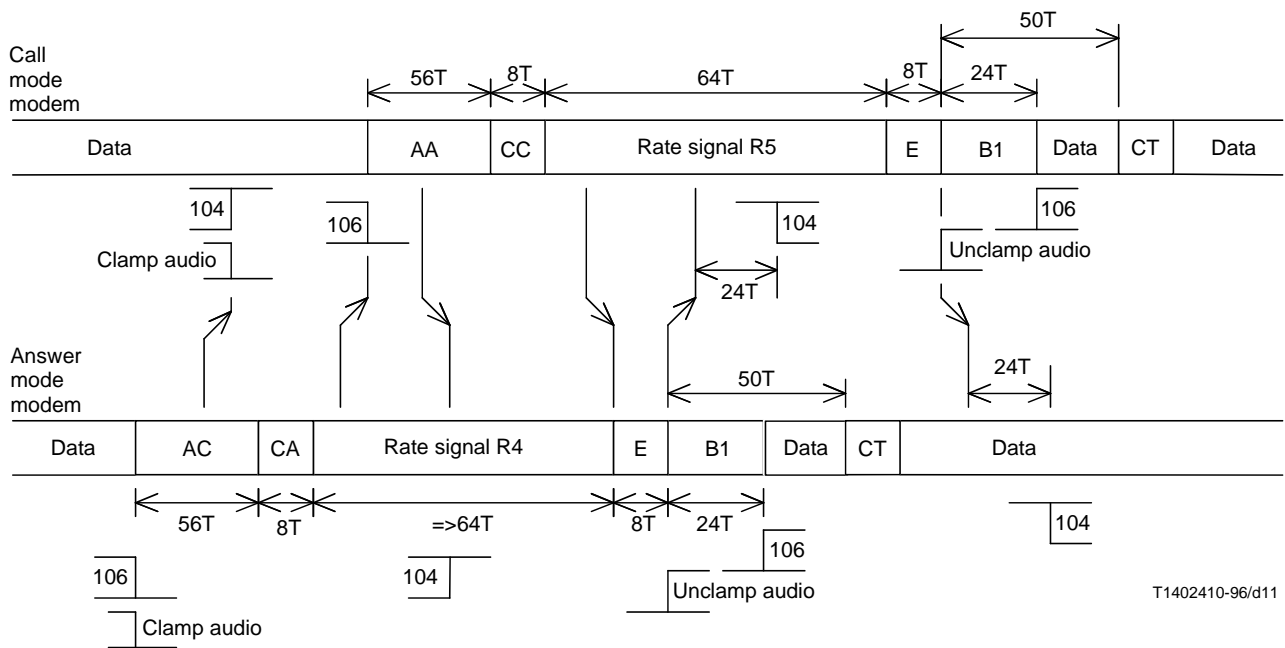 50T
Call
mode
modem
56T 8T 64T 8T 24T
Data AA CC Rate signal R5 E B1 Data CT Data
104 106 104 106
Clamp audio Unclamp audio
24T
Answer
mode
modem
50T 24T
Data AC CA Rate signal R4 E B1 Data CT Data
56T 8T =>64T 8T 24T
104
106 104 106
Unclamp audio
T1402410-96/d11
Clamp audio